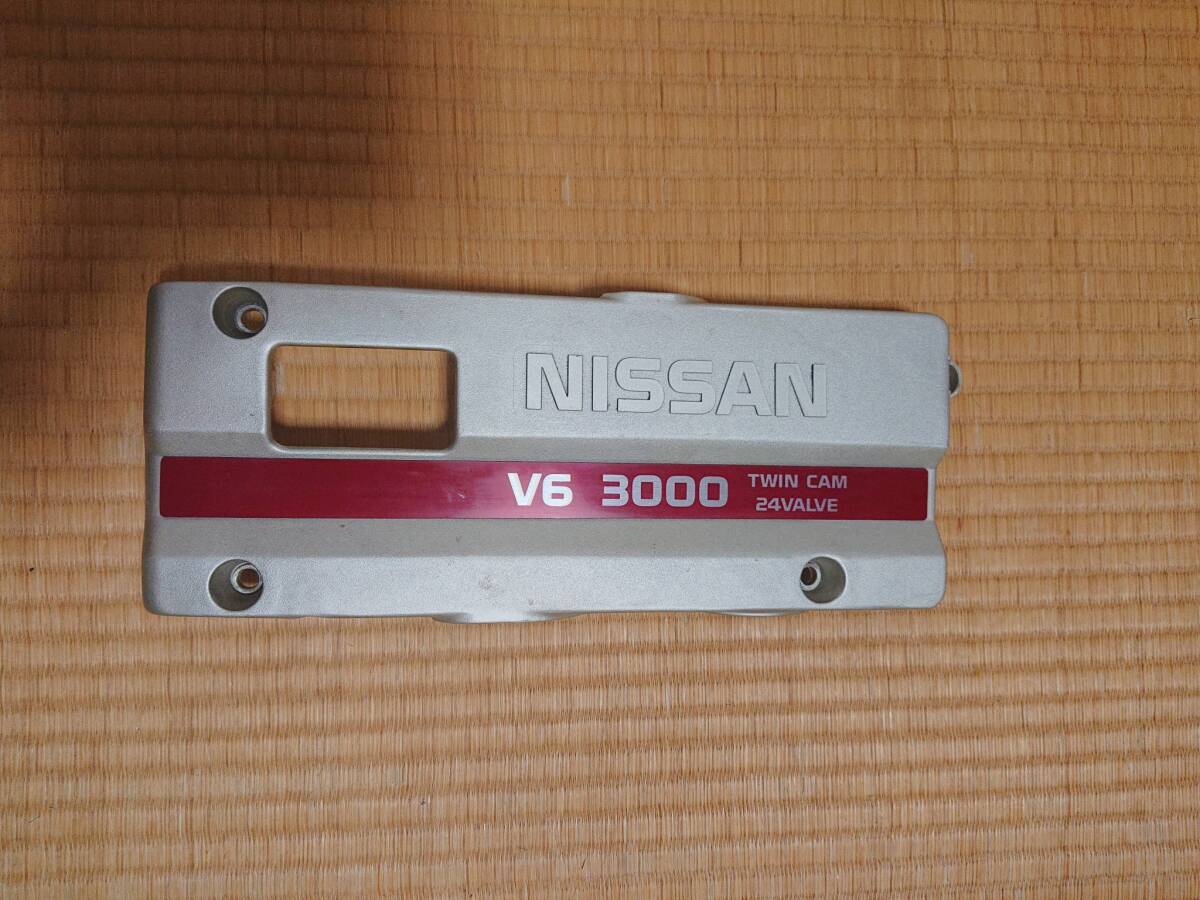 NISSAN
V6 3000 TWIN CAM
24VALVE